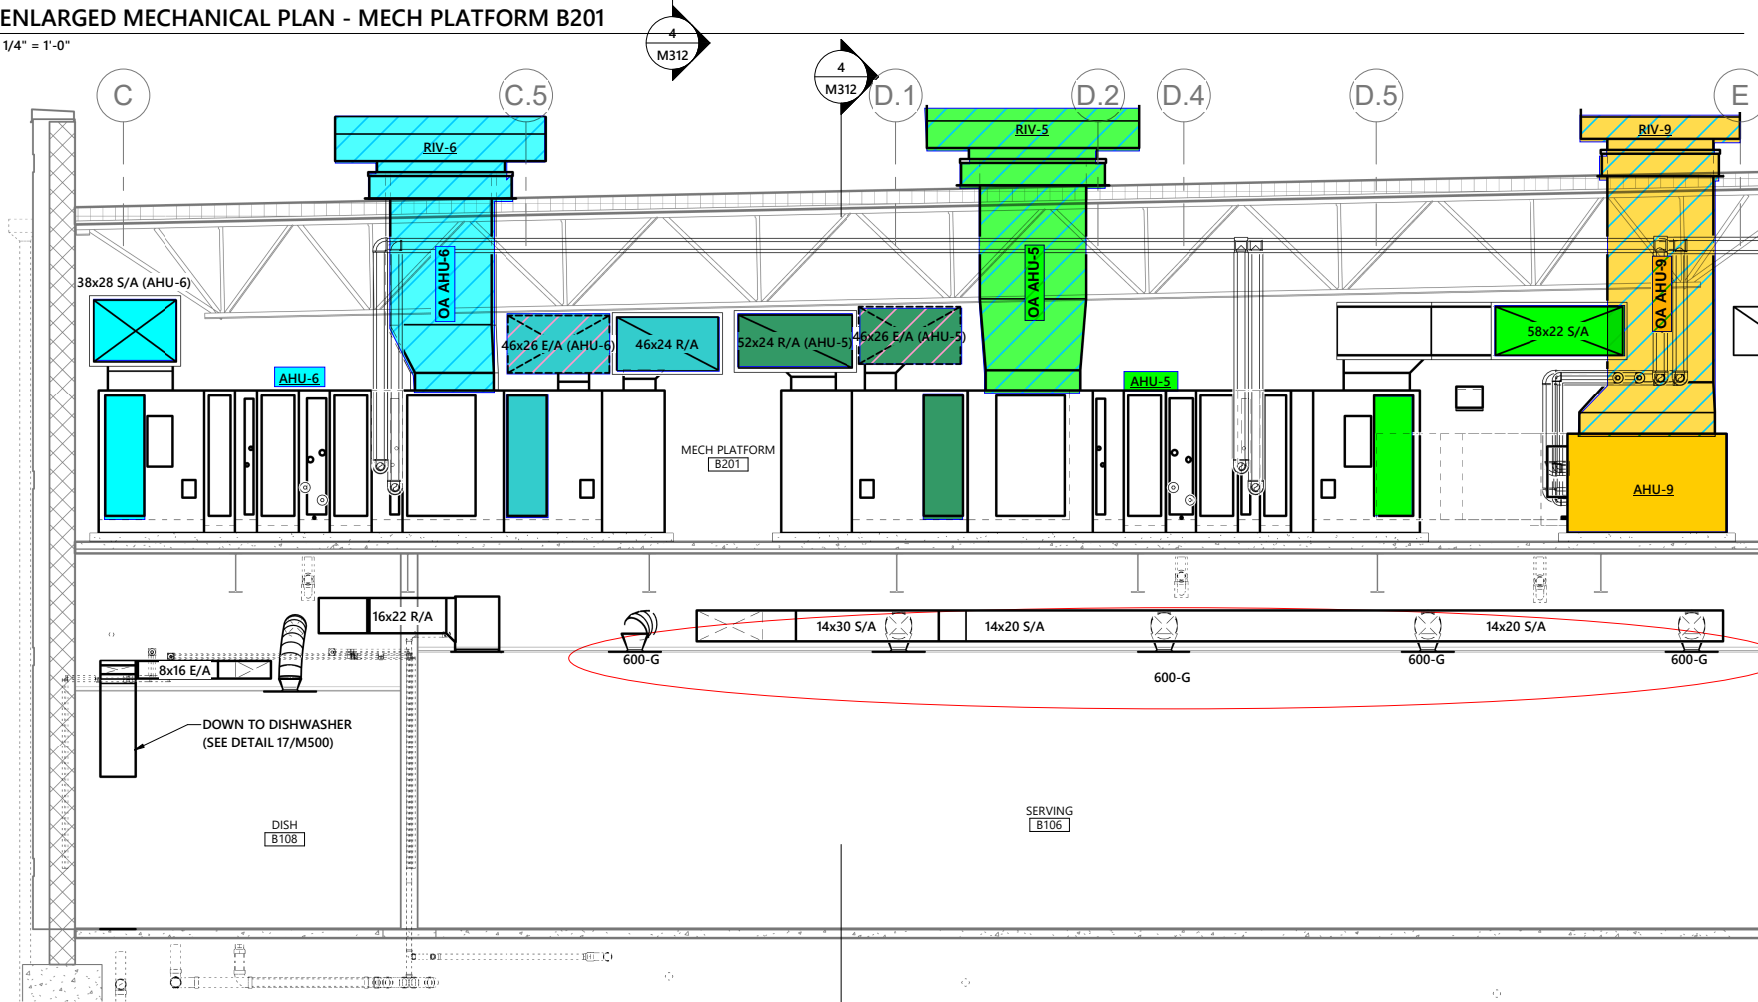 ENLARGED MECHANICAL PLAN - MECH PLATFORM B201
1/4" = 1'-0"
4
M312
4
M312
C
C.5
D.1
D.2
D.4
D.5
E
RIV-6
RIV-5
RIV-9
OA AHU-6
OA AHU-5
OA AHU-9
38x28 S/A (AHU-6)
46x26 E/A (AHU-6)
46x24 R/A
52x24 R/A (AHU-5)
46x26 E/A (AHU-5)
58x22 S/A
AHU-6
AHU-5
MECH PLATFORM
B201
AHU-9
16x22 R/A
14x30 S/A
14x20 S/A
14x20 S/A
600-G
600-G
600-G
600-G
8x16 E/A
DOWN TO DISHWASHER
(SEE DETAIL 17/M500)
DISH
B108
SERVING
B106